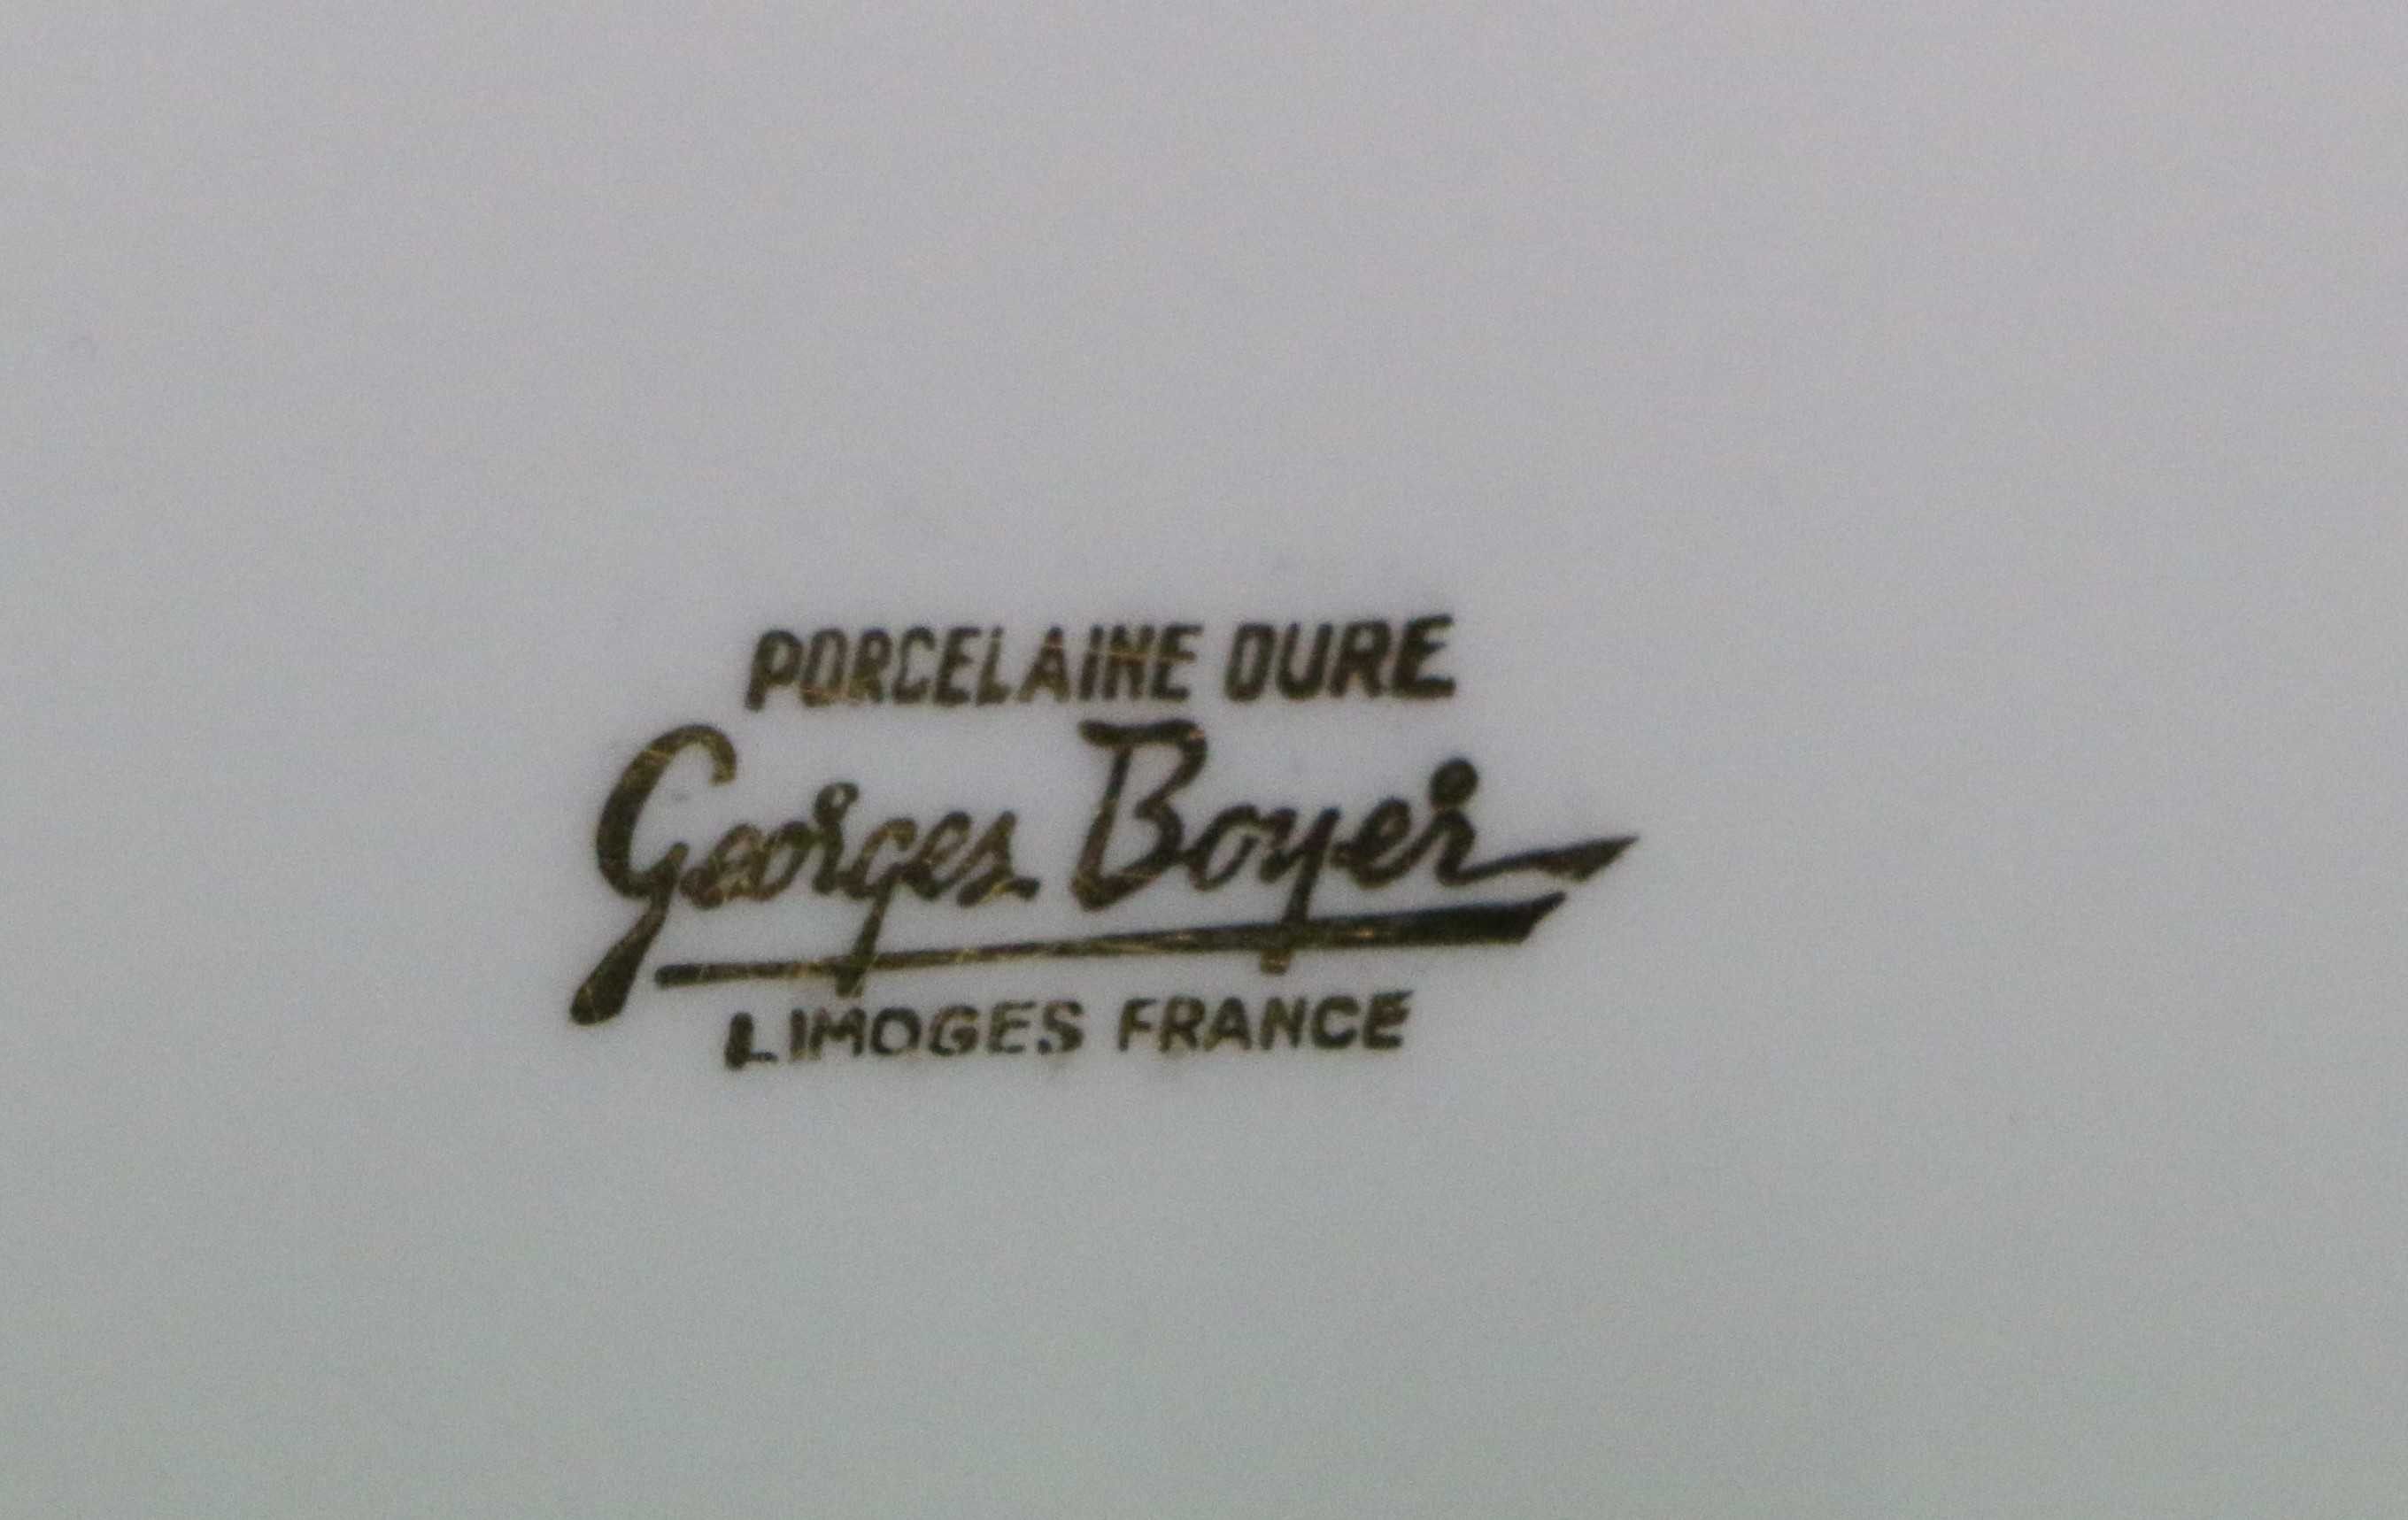 PORCELAINE DURE
Georges Boyer
LIMOGES FRANCE